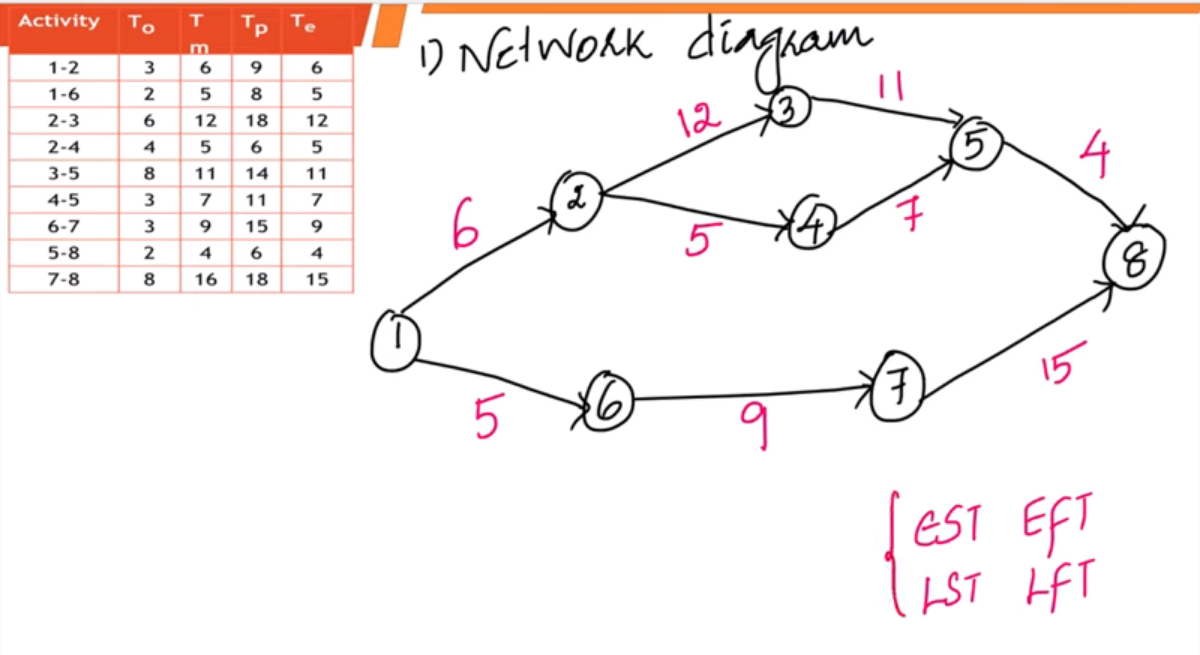 Activity To Tm Tp Te
1-2 3 6 9 6
1-6 2 5 8 5
2-3 6 12 18 12
2-4 4 5 6 5
3-5 8 11 14 11
4-5 3 7 11 7
6-7 3 9 15 9
5-8 2 4 6 4
7-8 8 16 18 15
1) Network diagram
11
12
3
5
4
2
6
5
4
7
8
1
15
5
6
9
7
EST EFT
LST LFT